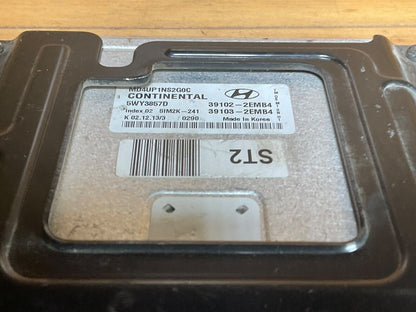 MD4UP1NS2G0C
CONTINENTAL
5WY3857D
Index.02 6IM2K-241
K 02.12.13/3 0290
39102-2EMB4
39103-2EMB4
Made in Korea
ST2